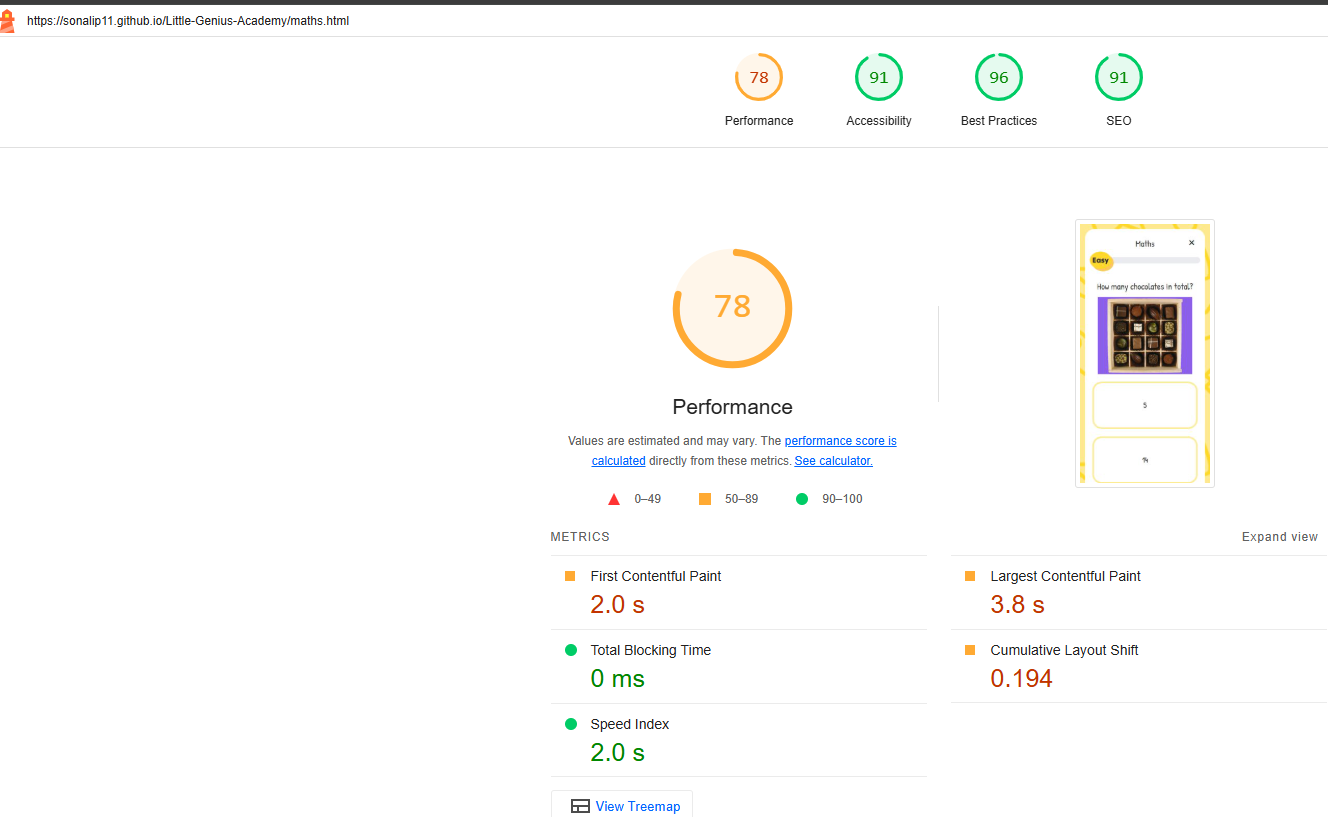 https://sonalip11.github.io/Little-Genius-Academy/maths.html
78 91 96 91
Performance Accessibility Best Practices SEO
78
Performance
Values are estimated and may vary. The performance score is
calculated directly from these metrics. See calculator.
0–49 50–89 90–100
Maths ×
Easy
How many chocolates in total?
5
14
METRICS
Expand view
First Contentful Paint
2.0 s
Largest Contentful Paint
3.8 s
Total Blocking Time
0 ms
Cumulative Layout Shift
0.194
Speed Index
2.0 s
View Treemap